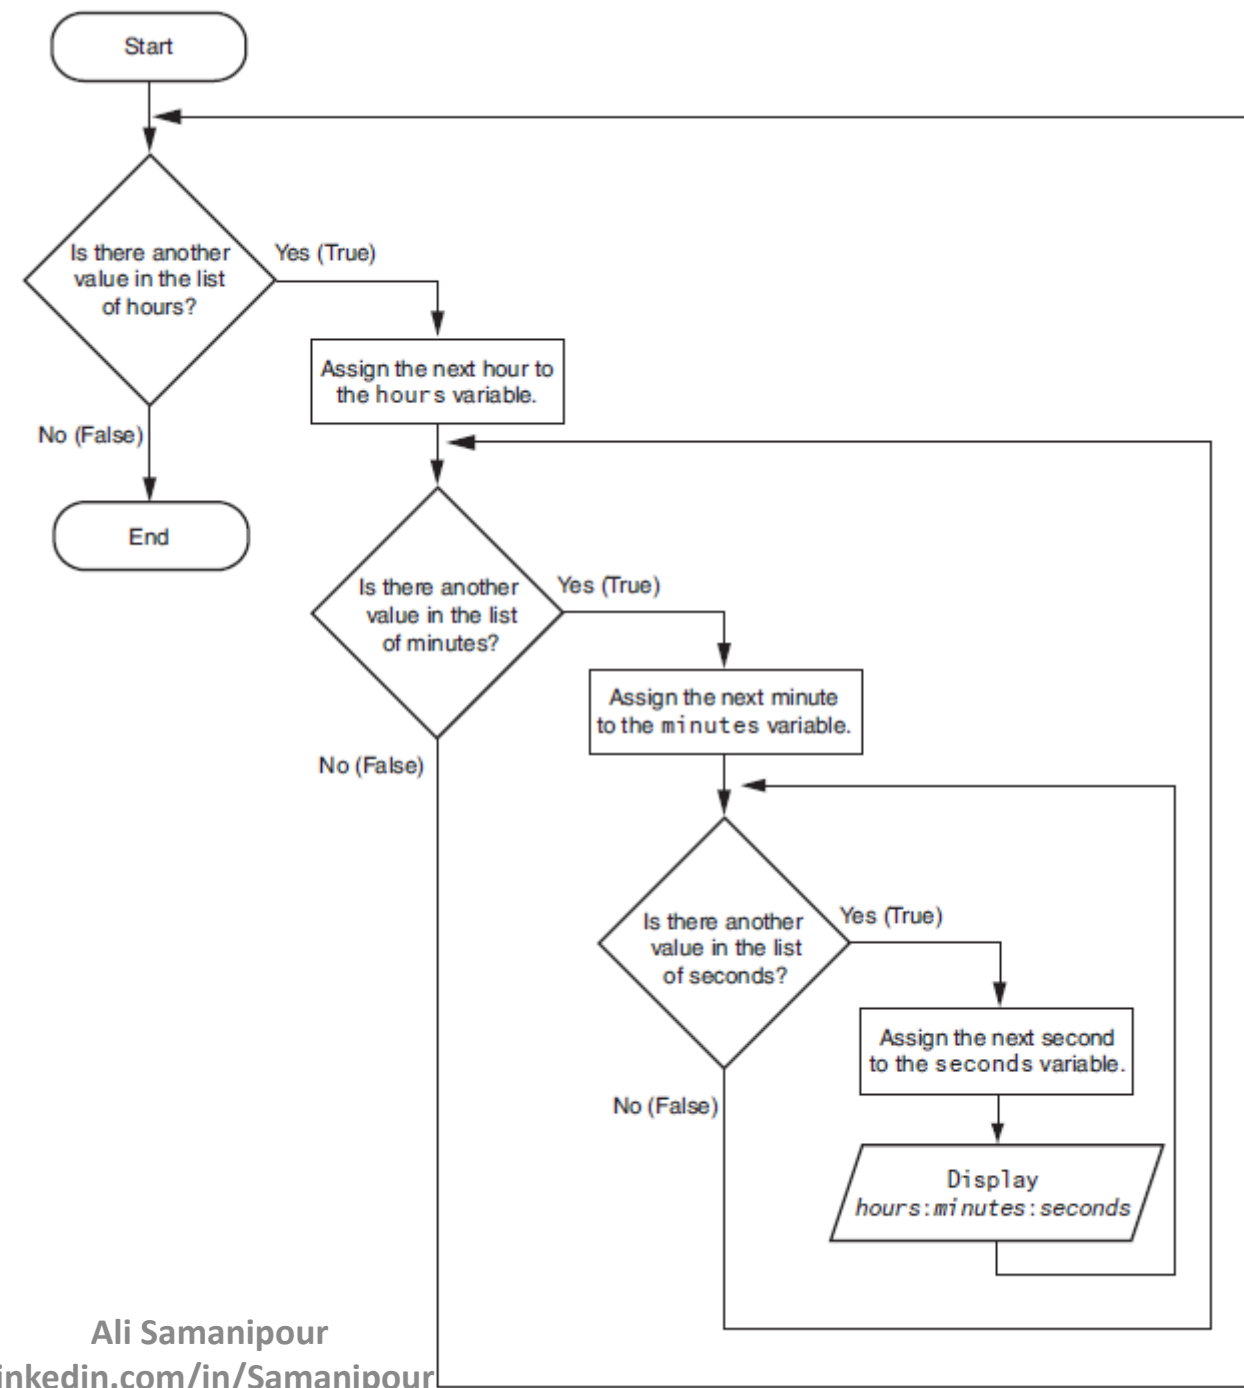 Start
Is there another
value in the list
of hours?
Yes (True)
Assign the next hour to
the hours variable.
No (False)
End
Is there another
value in the list
of minutes?
Yes (True)
Assign the next minute
to the minutes variable.
No (False)
Is there another
value in the list
of seconds?
Yes (True)
Assign the next second
to the seconds variable.
No (False)
Display
hours:minutes:seconds
Ali Samanipour
inkedin.com/in/Samanipour